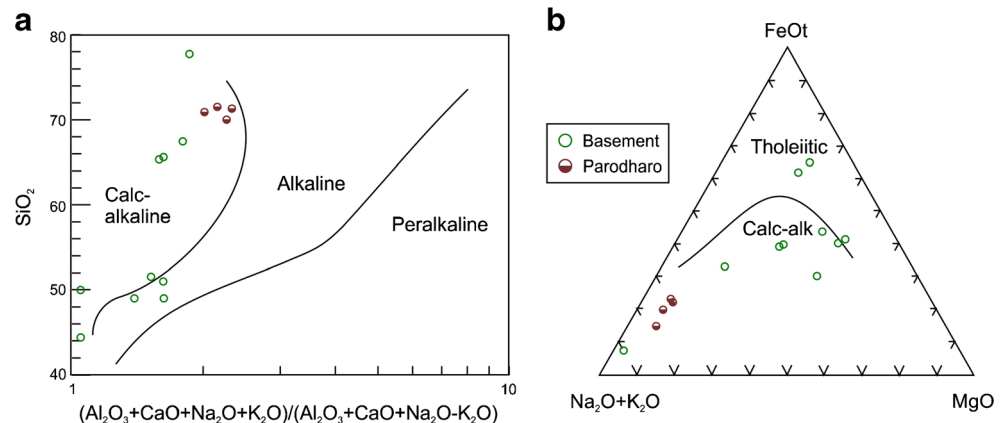 a
80
70
60
50
40
SiO₂
Calc-
alkaline
Alkaline
Peralkaline
1
10
(Al₂O₃+CaO+Na₂O+K₂O)/(Al₂O₃+CaO+Na₂O-K₂O)
b
FeOt
Basement
Parodharo
Tholeiitic
Calc-alk
Na₂O+K₂O
MgO